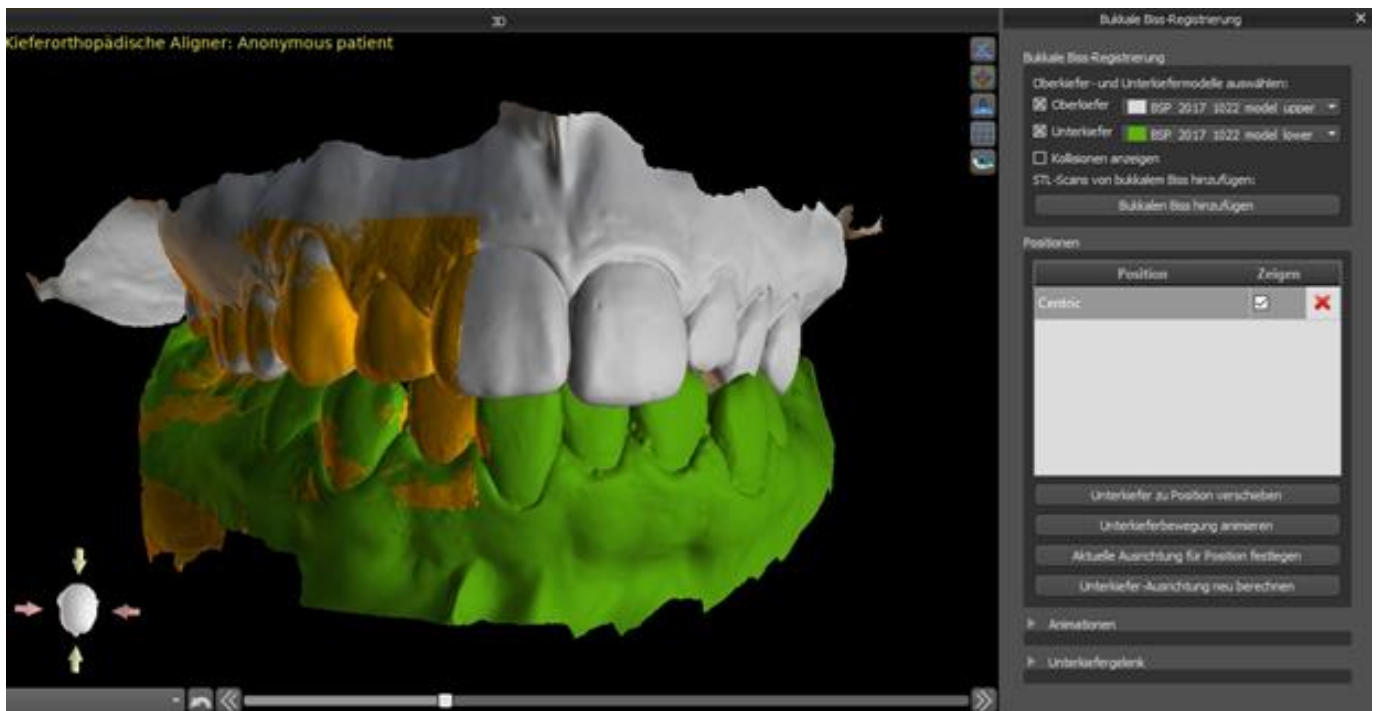 3D
Bukkale Biss-Registrierung
Kieferorthopädische Aligner: Anonymous patient
Bukkale Biss-Registrierung
Oberkiefer- und Unterkiefermodelle auswählen:
Oberkiefer BSP 2017 1022 model upper
Unterkiefer BSP 2017 1022 model lower
Kollisionen anzeigen
STL-Scans von bukkalem Biss hinzufügen:
Bukkalen Biss hinzufügen
Positionen
Position Zeigen
Centric
Unterkiefer zu Position verschieben
Unterkieferbewegung animieren
Aktuelle Ausrichtung für Position festlegen
Unterkiefer-Ausrichtung neu berechnen
Animationen
Unterkiefergelenk